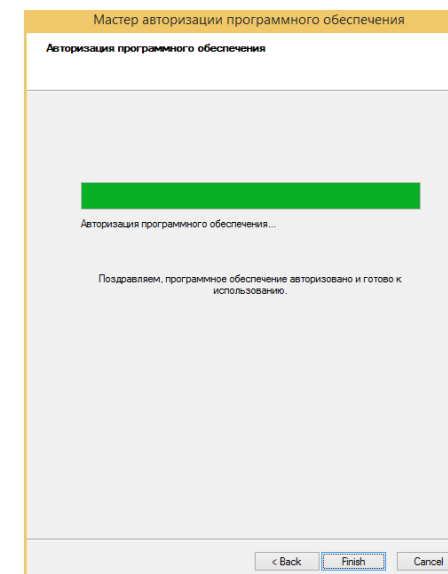 Мастер авторизации программного обеспечения
Авторизация программного обеспечения
Авторизация программного обеспечения...
Поздравляем, программное обеспечение авторизовано и готово к
использованию.
< Back Finish Cancel